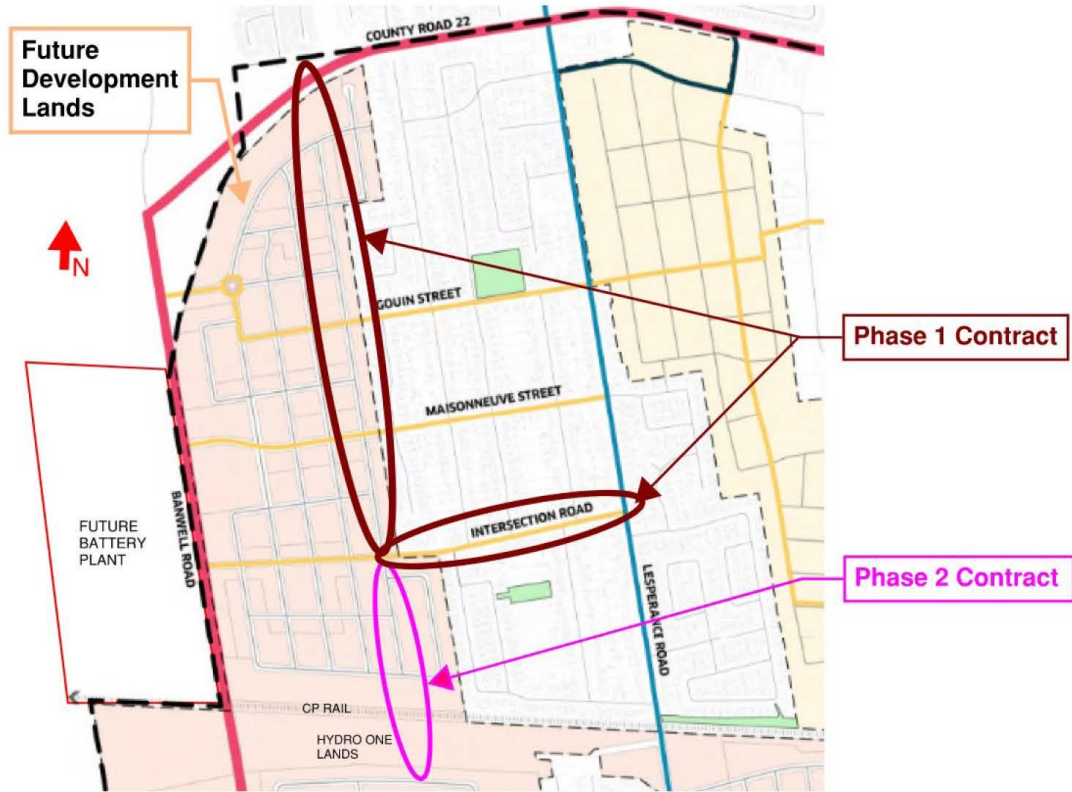 COUNTY ROAD 22
Future
Development
Lands
N
GOUIN STREET
Phase 1 Contract
MAISONNEUVE STREET
BANWELL ROAD
FUTURE
BATTERY
PLANT
INTERSECTION ROAD
LESPERANCE ROAD
Phase 2 Contract
CP RAIL
HYDRO ONE
LANDS